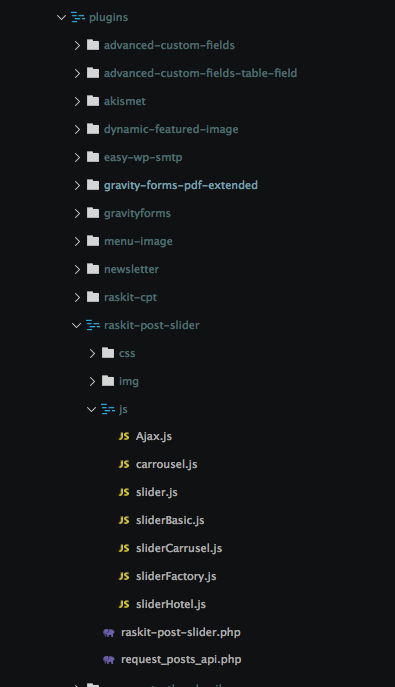 plugins
advanced-custom-fields
advanced-custom-fields-table-field
akismet
dynamic-featured-image
easy-wp-smtp
gravity-forms-pdf-extended
gravityforms
menu-image
newsletter
raskit-cpt
raskit-post-slider
css
img
js
JS Ajax.js
JS carrousel.js
JS slider.js
JS sliderBasic.js
JS sliderCarrusel.js
JS sliderFactory.js
JS sliderHotel.js
raskit-post-slider.php
request_posts_api.php